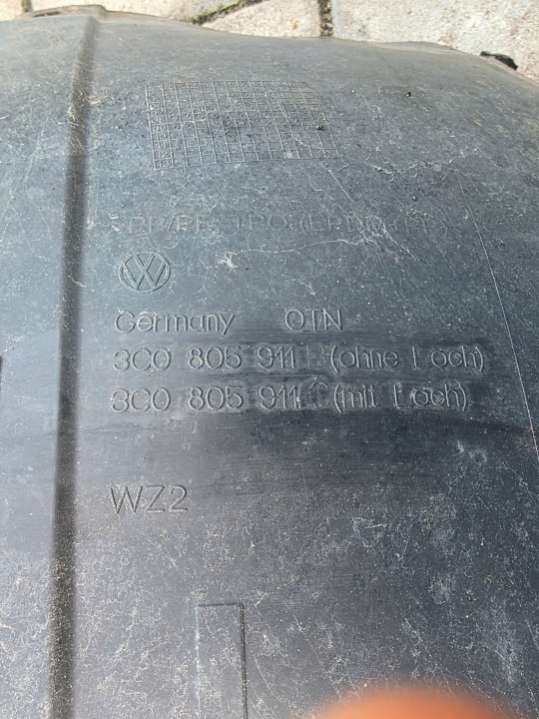 Germany OTN
3C0 805 911 (ohne Loch)
3C0 805 911 (mit Loch)
WZ2